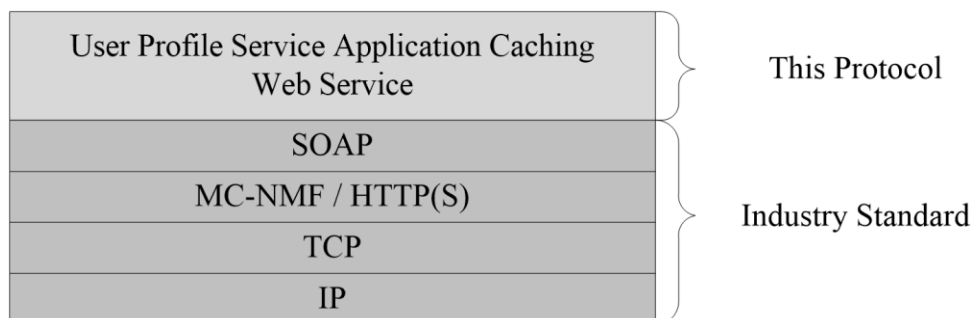 User Profile Service Application Caching
Web Service
This Protocol
SOAP
MC-NMF / HTTP(S)
TCP
IP
Industry Standard